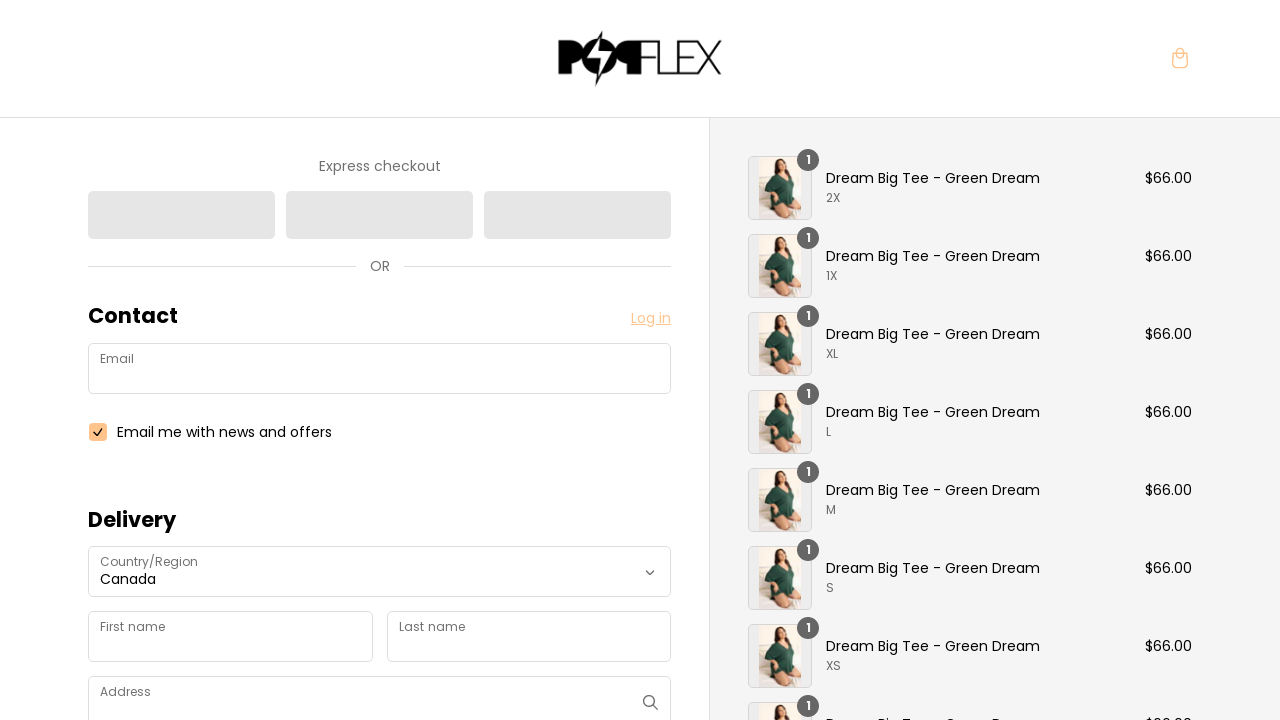 POPFLEX
Express checkout
OR
Contact
Log in
Email
Email me with news and offers
Delivery
Country/Region
Canada
First name
Last name
Address
1
Dream Big Tee - Green Dream
$66.00
2X
1
Dream Big Tee - Green Dream
$66.00
1X
1
Dream Big Tee - Green Dream
$66.00
XL
1
Dream Big Tee - Green Dream
$66.00
L
1
Dream Big Tee - Green Dream
$66.00
M
1
Dream Big Tee - Green Dream
$66.00
S
1
Dream Big Tee - Green Dream
$66.00
XS
1